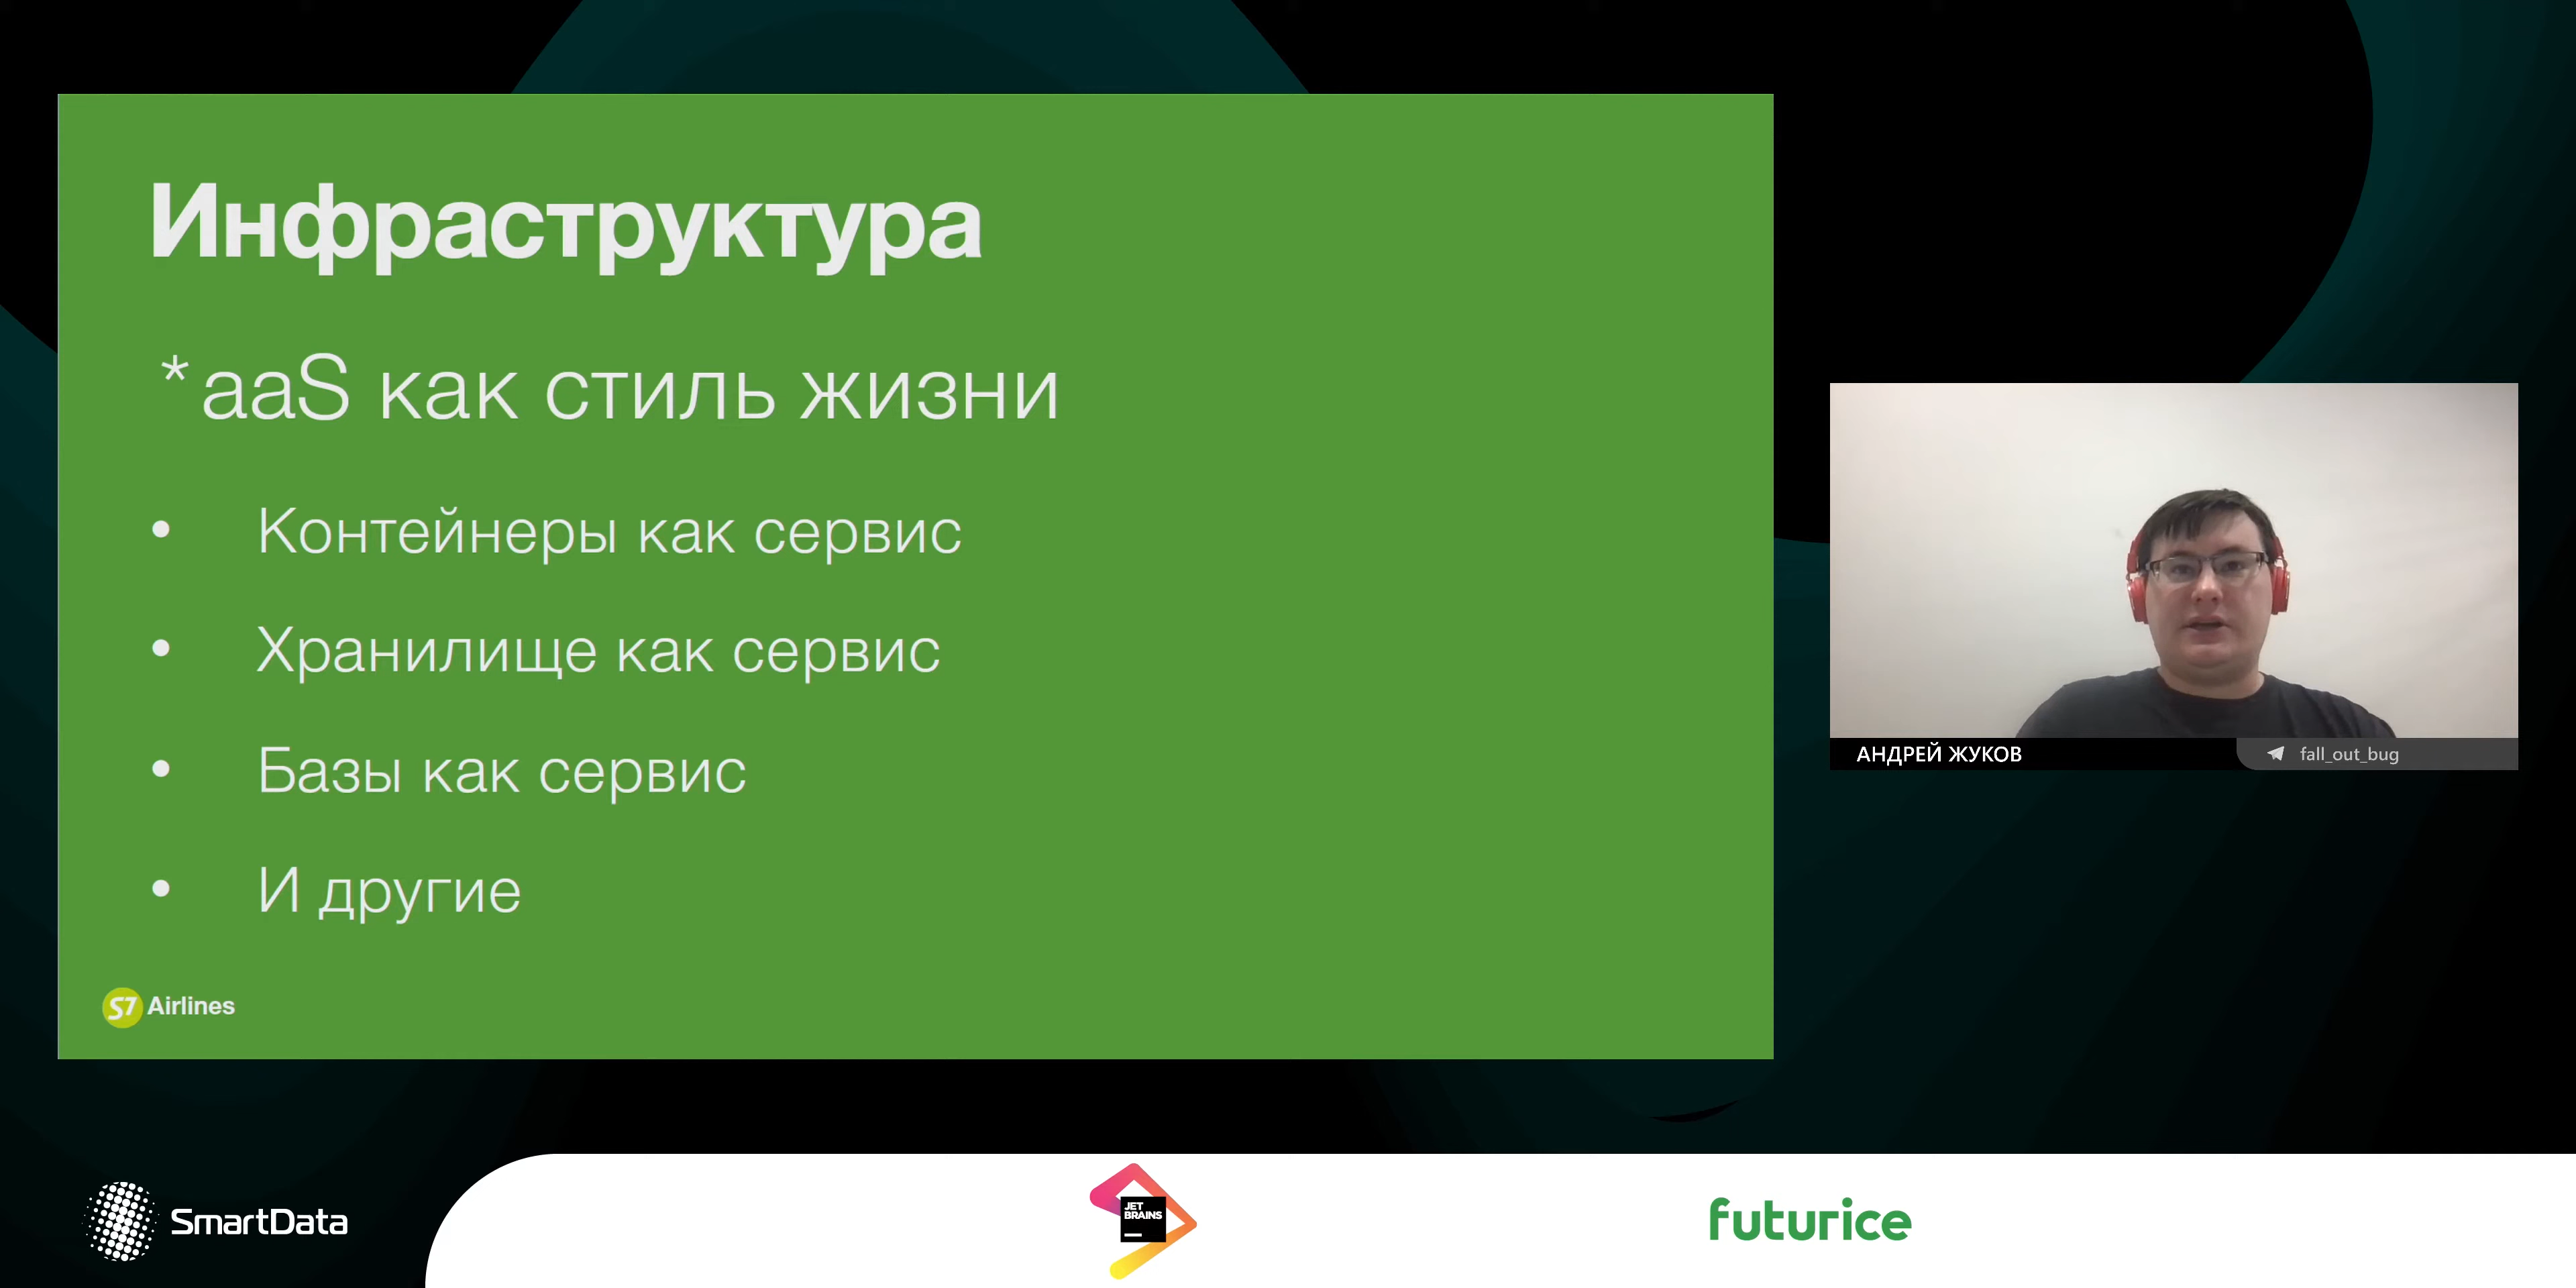 Инфраструктура
*aaS как стиль жизни
• Контейнеры как сервис
• Хранилище как сервис
• Базы как сервис
• И другие
S7 Airlines
АНДРЕЙ ЖУКОВ
fall_out_bug
SmartData
JET
BRAINS
futurice